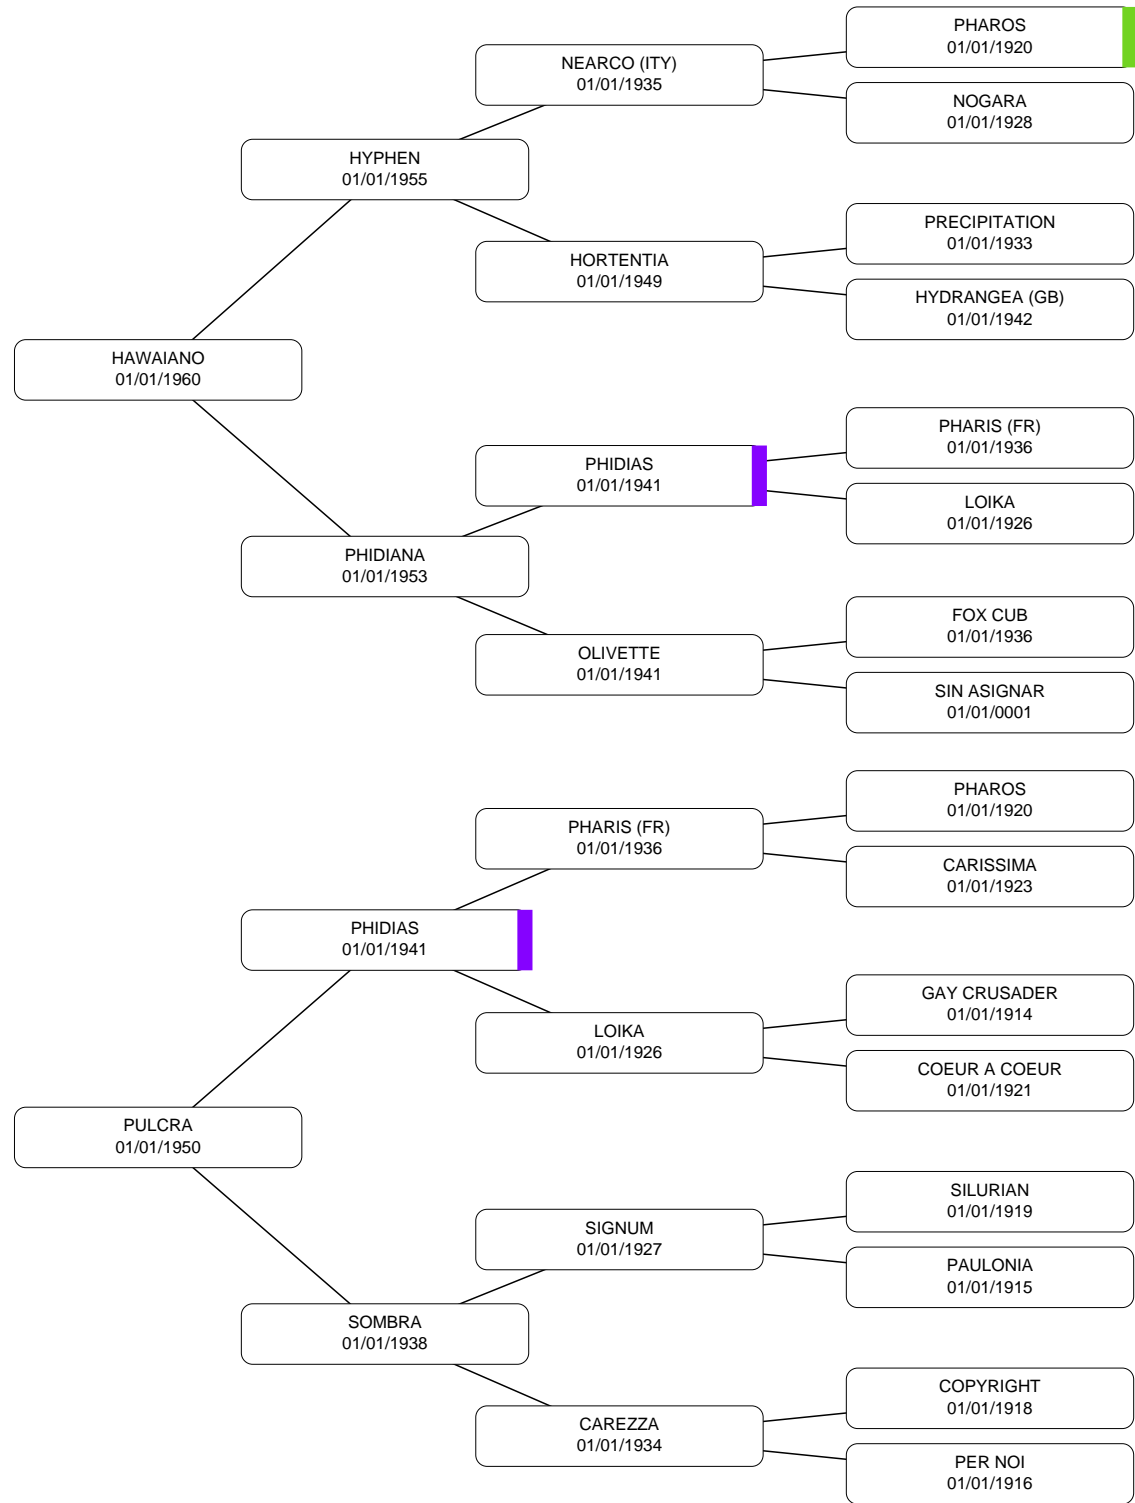 PHAROS
01/01/1920
NEARCO (ITY)
01/01/1935
NOGARA
01/01/1928
HYPHEN
01/01/1955
PRECIPITATION
01/01/1933
HORTENTIA
01/01/1949
HYDRANGEA (GB)
01/01/1942
HAWAIANO
01/01/1960
PHARIS (FR)
01/01/1936
PHIDIAS
01/01/1941
LOIKA
01/01/1926
PHIDIANA
01/01/1953
FOX CUB
01/01/1936
OLIVETTE
01/01/1941
SIN ASIGNAR
01/01/0001
PHAROS
01/01/1920
PHARIS (FR)
01/01/1936
CARISSIMA
01/01/1923
PHIDIAS
01/01/1941
GAY CRUSADER
01/01/1914
LOIKA
01/01/1926
COEUR A COEUR
01/01/1921
PULCRA
01/01/1950
SILURIAN
01/01/1919
SIGNUM
01/01/1927
PAULONIA
01/01/1915
SOMBRA
01/01/1938
COPYRIGHT
01/01/1918
CAREZZA
01/01/1934
PER NOI
01/01/1916